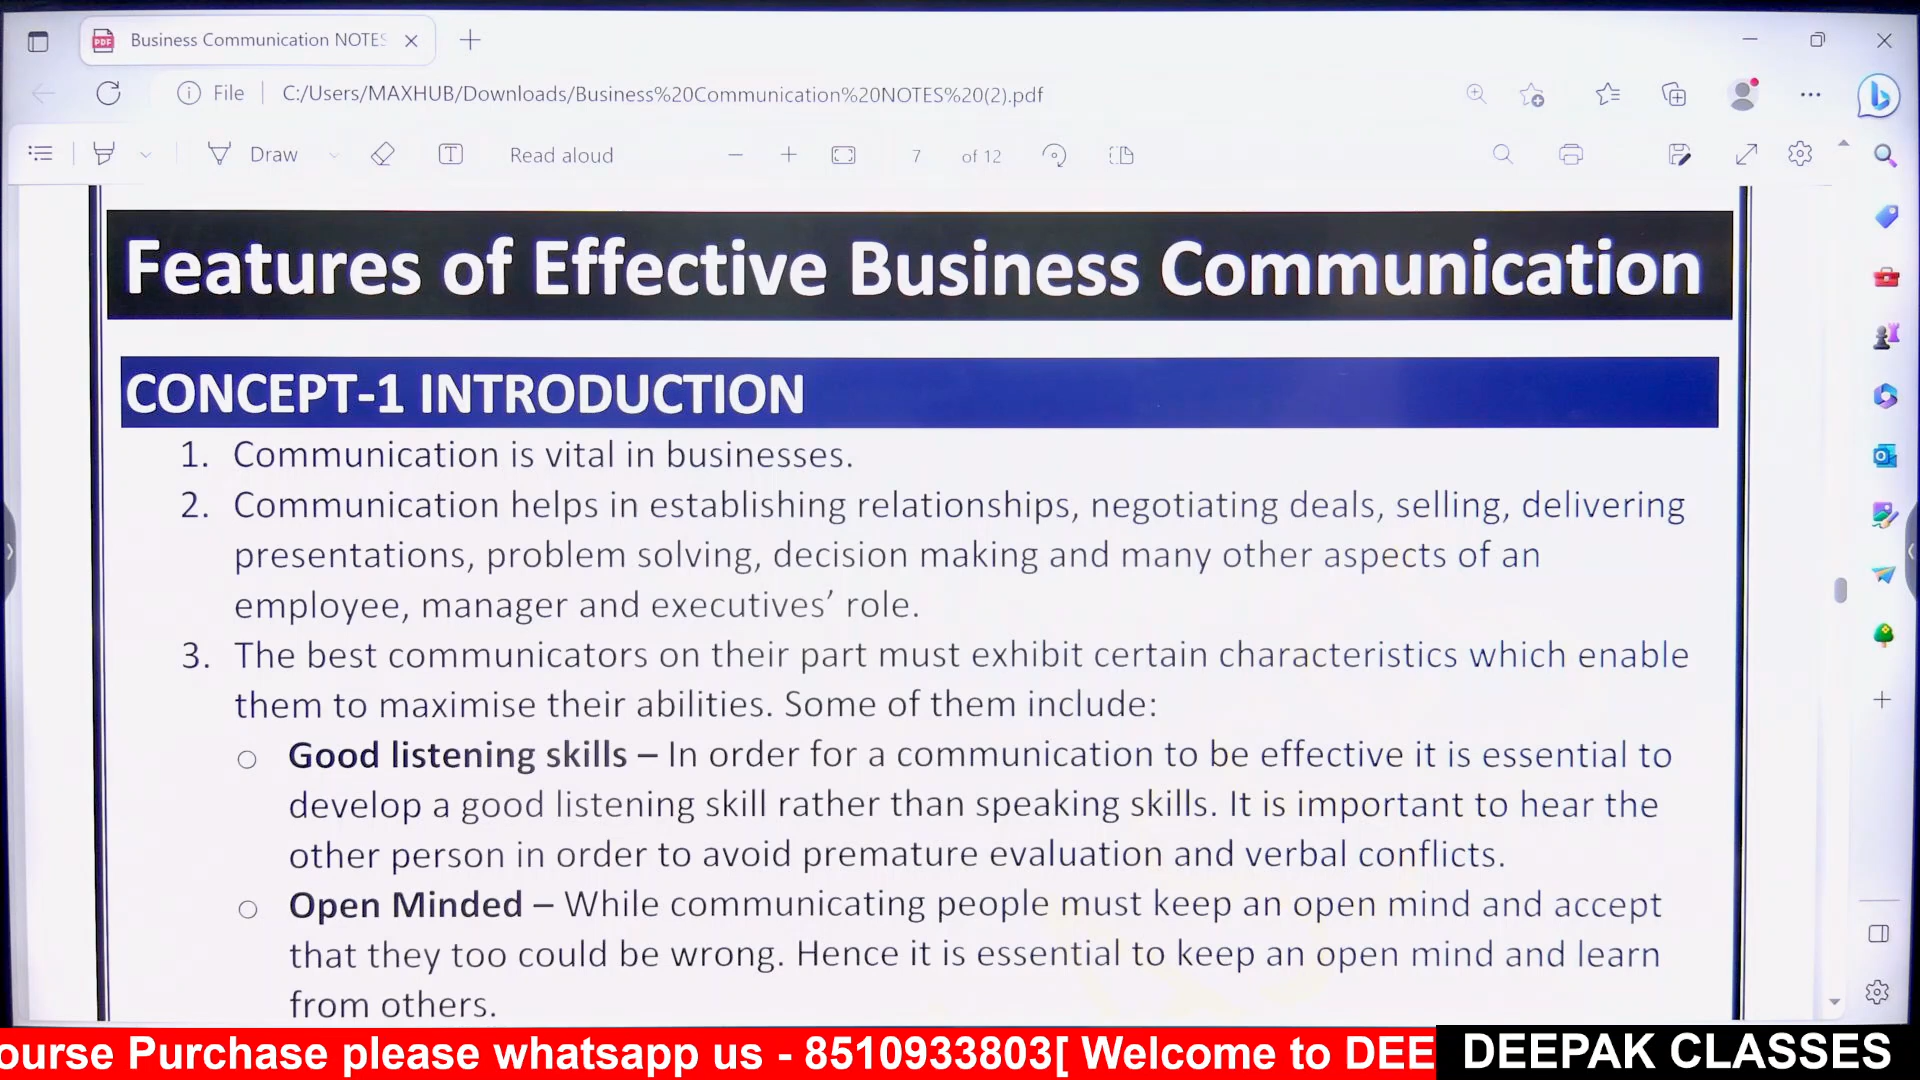 Business Communication NOTES
File
C:/Users/MAXHUB/Downloads/Business%20Communication%20NOTES%20(2).pdf
Draw
Read aloud
7 of 12
Features of Effective Business Communication
CONCEPT-1 INTRODUCTION
1. Communication is vital in businesses.
2. Communication helps in establishing relationships, negotiating deals, selling, delivering
presentations, problem solving, decision making and many other aspects of an
employee, manager and executives’ role.
3. The best communicators on their part must exhibit certain characteristics which enable
them to maximise their abilities. Some of them include:
○ Good listening skills – In order for a communication to be effective it is essential to
develop a good listening skill rather than speaking skills. It is important to hear the
other person in order to avoid premature evaluation and verbal conflicts.
○ Open Minded – While communicating people must keep an open mind and accept
that they too could be wrong. Hence it is essential to keep an open mind and learn
from others.
ourse Purchase please whatsapp us - 8510933803[ Welcome to DEE
DEEPAK CLASSES